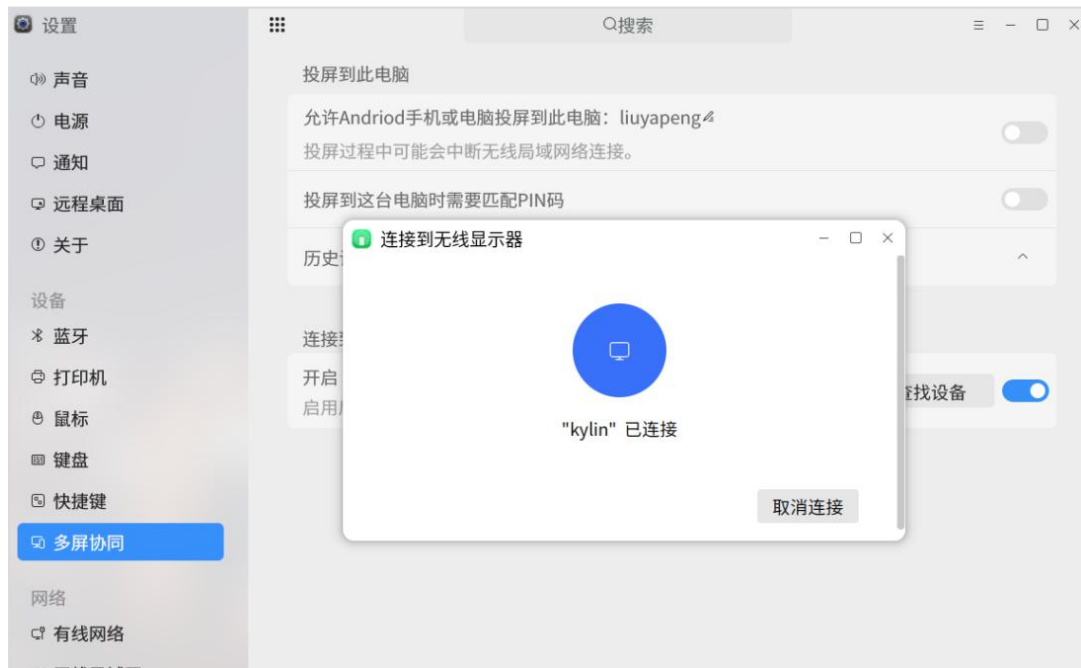 设置
搜索
声音
电源
通知
远程桌面
关于
设备
蓝牙
打印机
鼠标
键盘
快捷键
多屏协同
网络
有线网络
投屏到此电脑
允许Andriod手机或电脑投屏到此电脑：liuyapeng
投屏过程中可能会中断无线局域网络连接。
投屏到这台电脑时需要匹配PIN码
历史
连接
开启
启用
查找设备
连接到无线显示器
"kylin" 已连接
取消连接